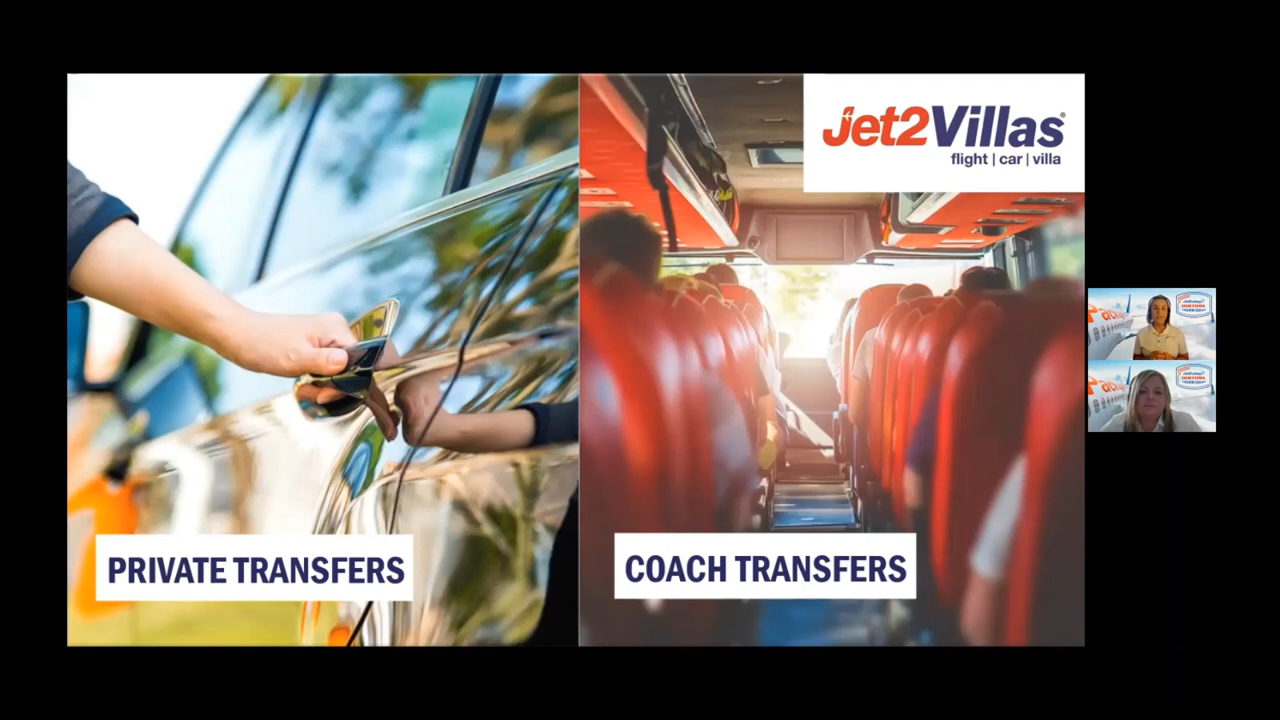 Jet2Villas®
flight | car | villa
PRIVATE TRANSFERS
COACH TRANSFERS